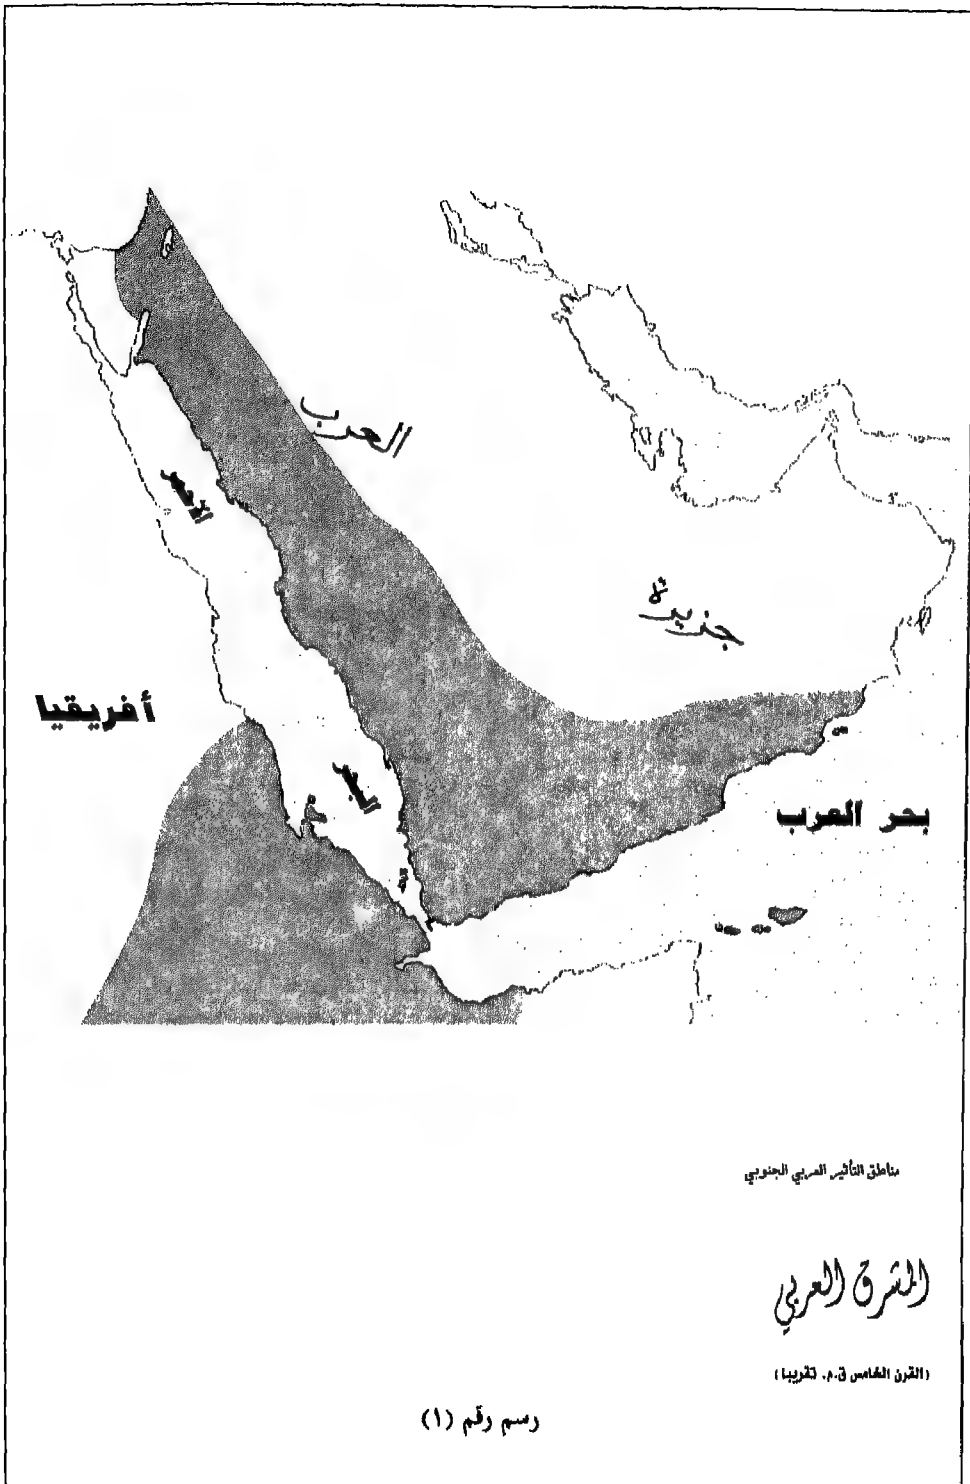 العرب
جزيرة
أفريقيا
بحر العرب
مناطق التأثير العربي الجنوبي
المشرق العربي
(القرن الخامس ق.م. تقريبا)
رسم رقم (١)